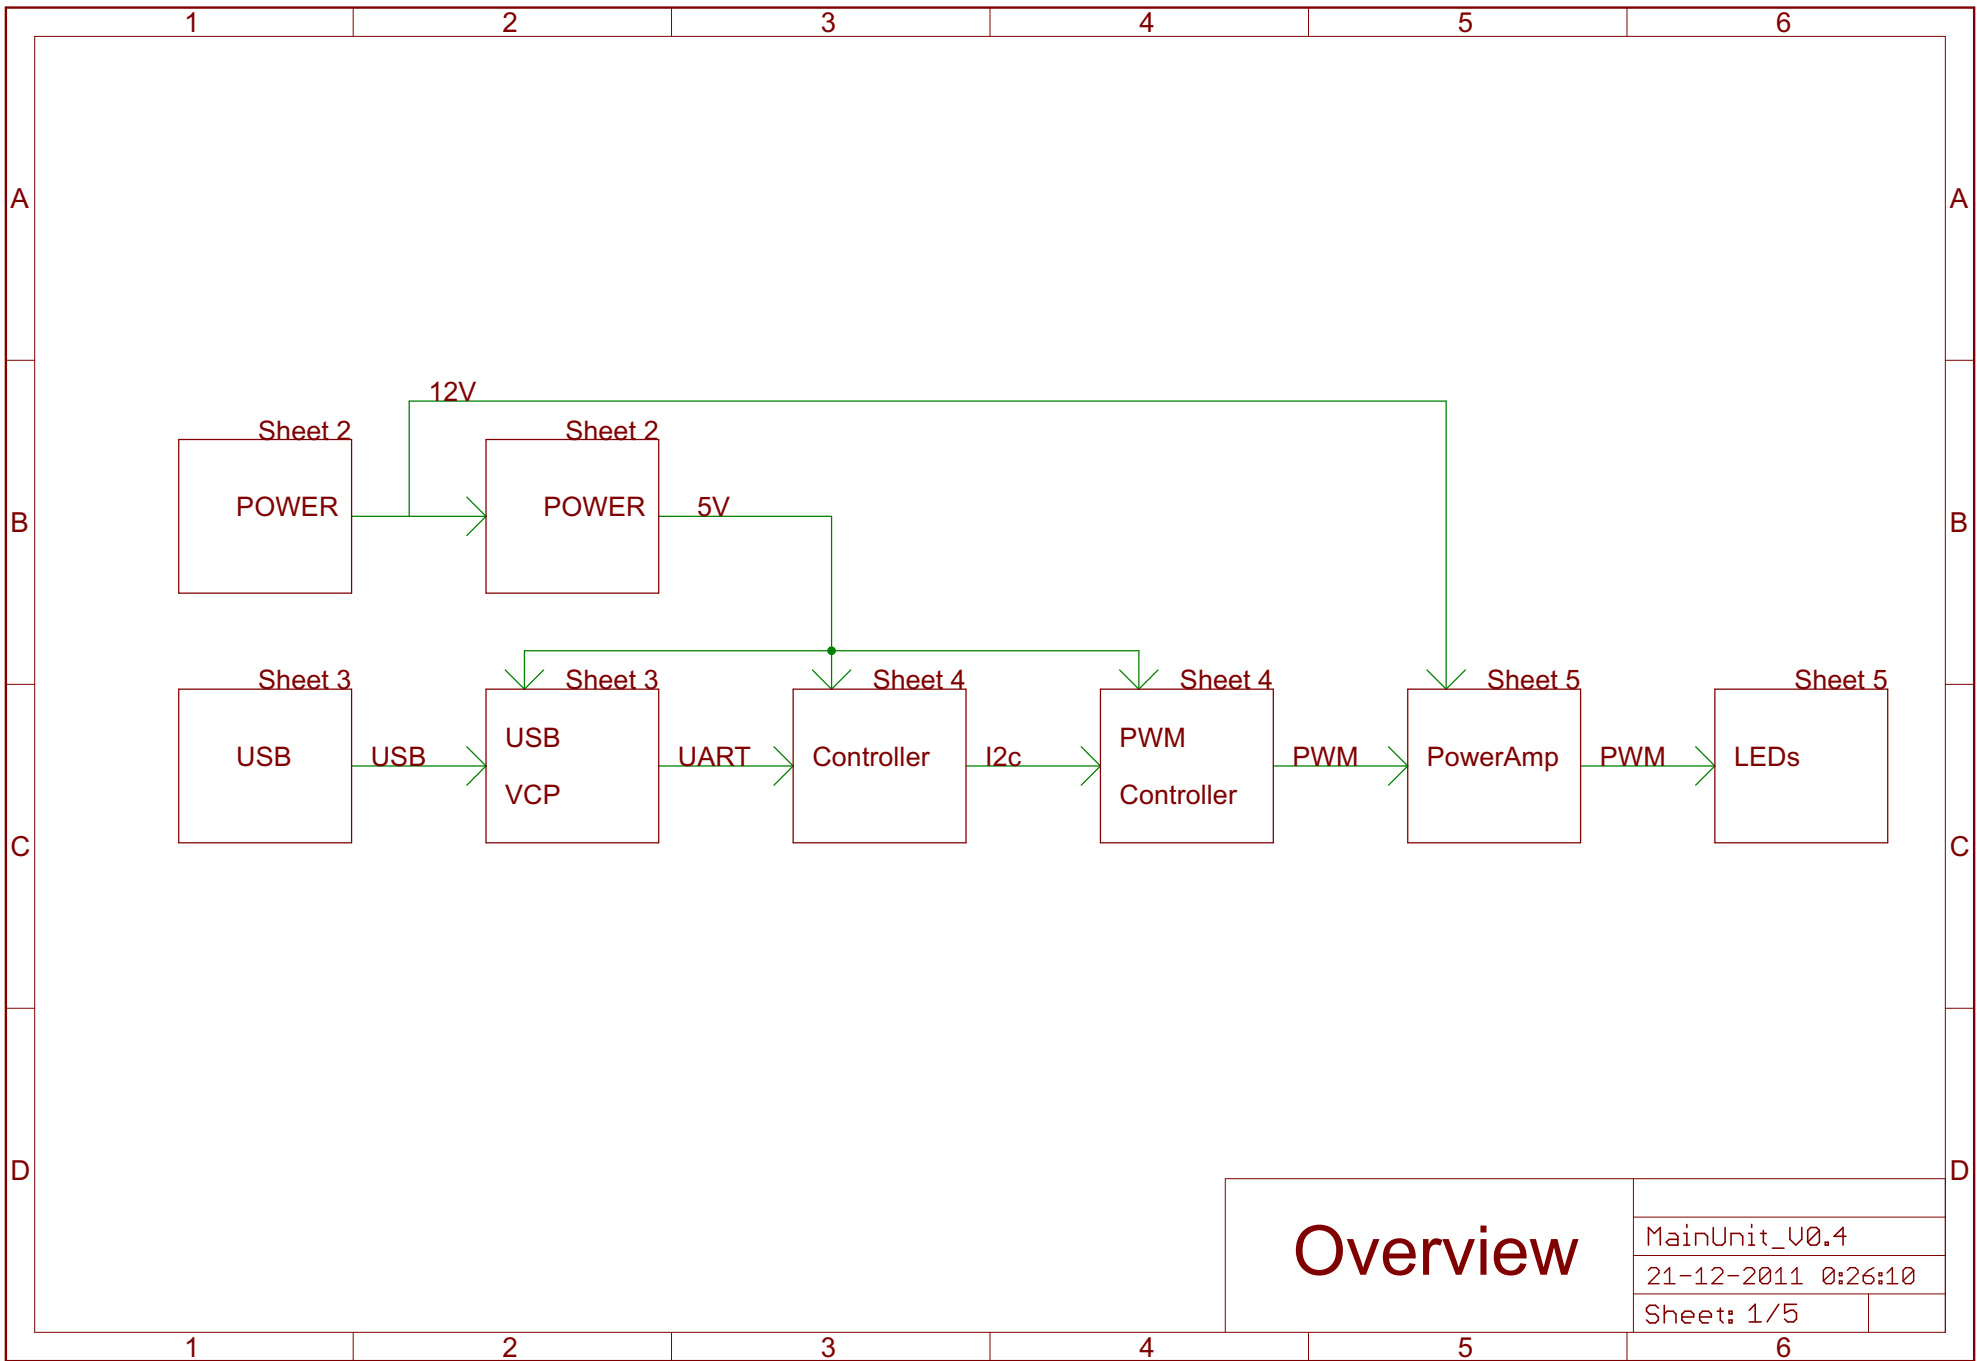 1 2 3 4 5 6
A A
12V
Sheet 2 Sheet 2
POWER POWER 5V
B B
Sheet 3 Sheet 3 Sheet 4 Sheet 4 Sheet 5 Sheet 5
USB PWM
USB USB UART Controller I2c PWM PowerAmp PWM LEDs
VCP Controller
C C
D D
Overview
MainUnit_V0.4
21-12-2011 0:26:10
Sheet: 1/5
1 2 3 4 5 6